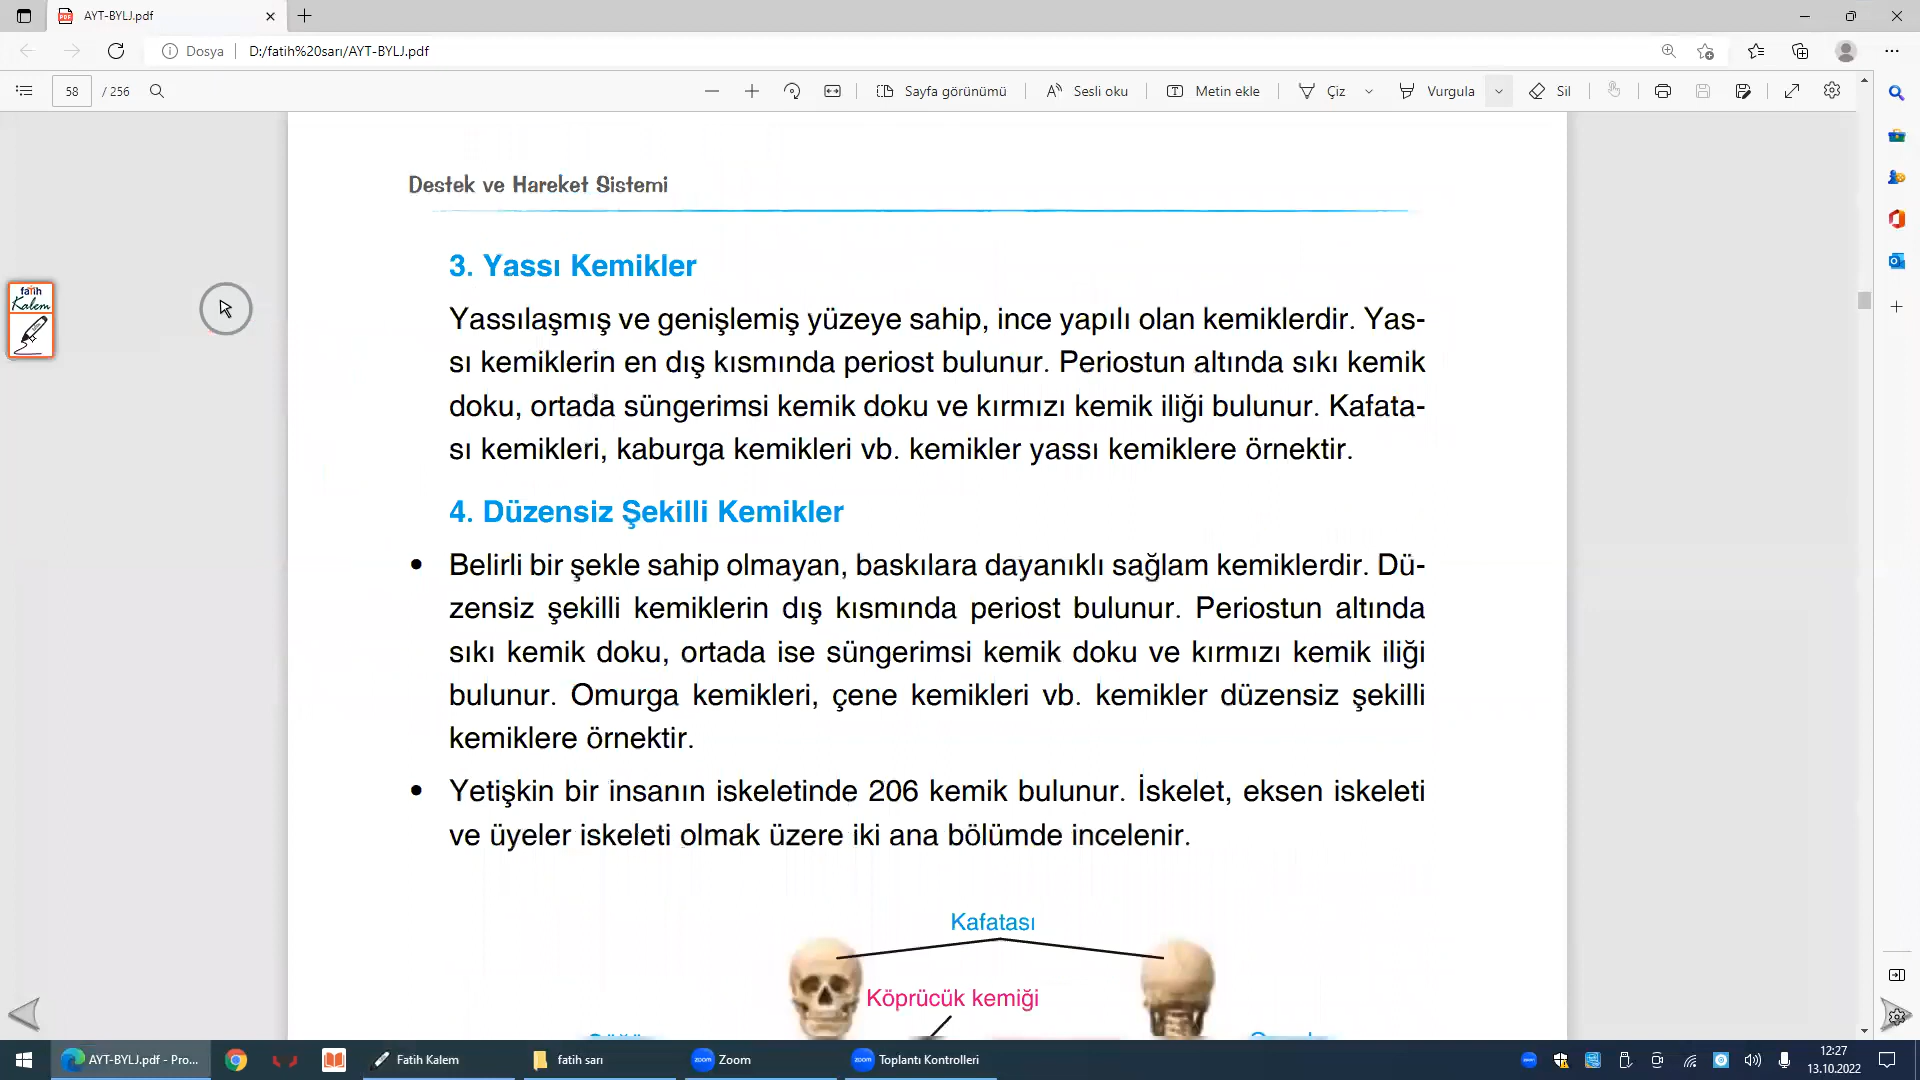 AYT-BYLJ.pdf
Dosya
D:/fatih%20sarı/AYT-BYLJ.pdf
58 / 256
Sayfa görünümü
Sesli oku
Metin ekle
Çiz
Vurgula
Sil
Destek ve Hareket Sistemi
3. Yassı Kemikler
Yassılaşmış ve genişlemiş yüzeye sahip, ince yapılı olan kemiklerdir. Yas-
sı kemiklerin en dış kısmında periost bulunur. Periostun altında sıkı kemik
doku, ortada süngerimsi kemik doku ve kırmızı kemik iliği bulunur. Kafata-
sı kemikleri, kaburga kemikleri vb. kemikler yassı kemiklere örnektir.
fatih
Kalem
4. Düzensiz Şekilli Kemikler
• Belirli bir şekle sahip olmayan, baskılara dayanıklı sağlam kemiklerdir. Dü-
zensiz şekilli kemiklerin dış kısmında periost bulunur. Periostun altında
sıkı kemik doku, ortada ise süngerimsi kemik doku ve kırmızı kemik iliği
bulunur. Omurga kemikleri, çene kemikleri vb. kemikler düzensiz şekilli
kemiklere örnektir.
• Yetişkin bir insanın iskeletinde 206 kemik bulunur. İskelet, eksen iskeleti
ve üyeler iskeleti olmak üzere iki ana bölümde incelenir.
Kafatası
Köprücük kemiği
AYT-BYLJ.pdf - Pro...
Fatih Kalem
fatih sarı
zoom
Zoom
zoom
Toplantı Kontrolleri
12:27
13.10.2022